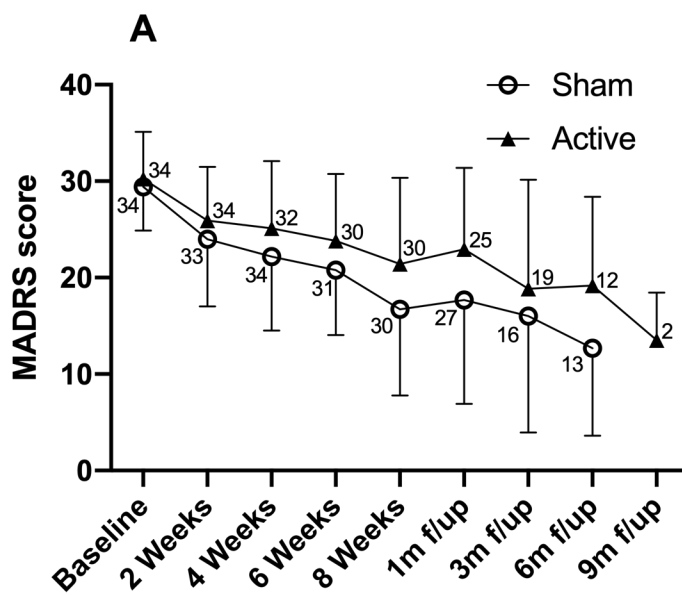 A
Sham
Active
MADRS score
40
30
20
10
0
34 34 32 30 30 25 19 12 2
34 33 34 31 30 27 16 13
Baseline
2 Weeks
4 Weeks
6 Weeks
8 Weeks
1m f/up
3m f/up
6m f/up
9m f/up